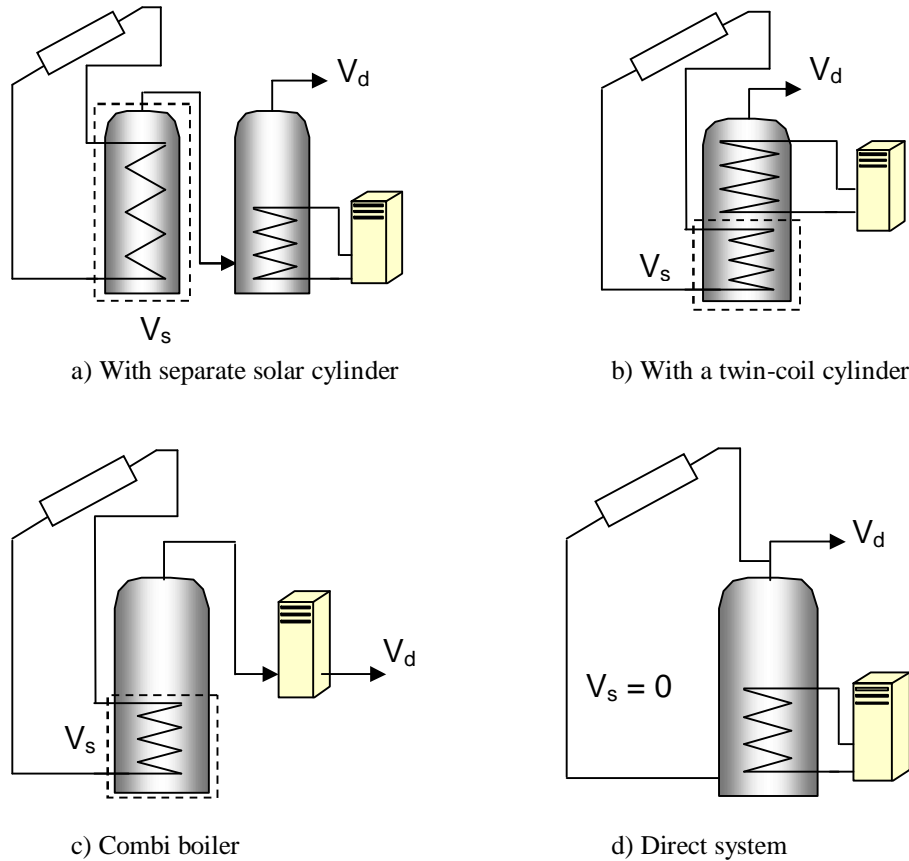 V_d
V_s
a) With separate solar cylinder
V_d
V_s
b) With a twin-coil cylinder
V_d
V_s
c) Combi boiler
V_d
V_s = 0
d) Direct system